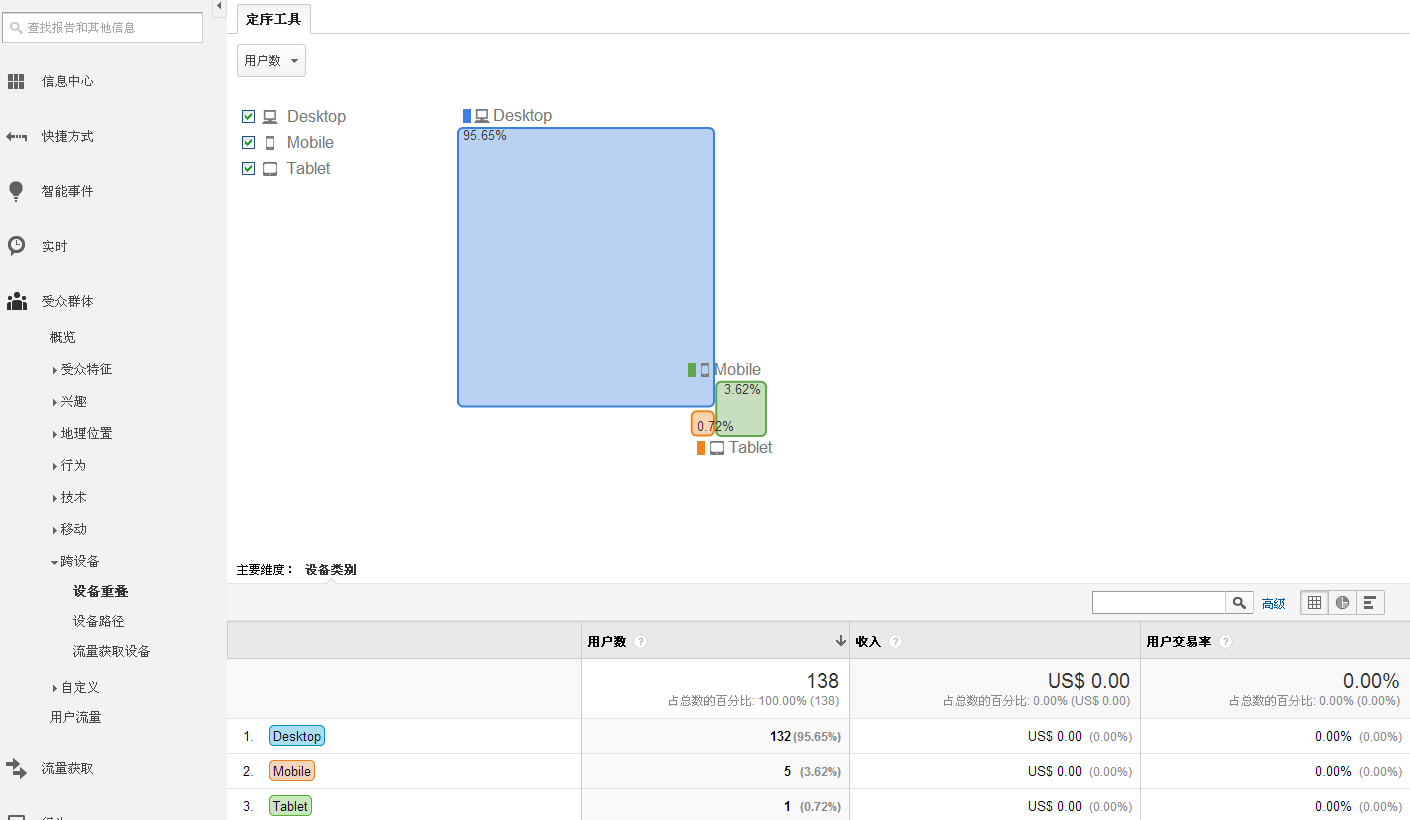 查找报告和其他信息
信息中心
快捷方式
智能事件
实时
受众群体
概览
受众特征
兴趣
地理位置
行为
技术
移动
跨设备
设备重叠
设备路径
流量获取设备
自定义
用户流量
流量获取
定序工具
用户数
Desktop
Mobile
Tablet
Desktop
95.65%
Mobile
3.62%
0.72%
Tablet
主要维度： 设备类别
高级
用户数 ? 收入 ? 用户交易率 ?
138 US$ 0.00 0.00%
占总数的百分比: 100.00% (138) 占总数的百分比: 0.00% (US$ 0.00) 占总数的百分比: 0.00% (0.00%)
1. Desktop 132 (95.65%) US$ 0.00 (0.00%) 0.00% (0.00%)
2. Mobile 5 (3.62%) US$ 0.00 (0.00%) 0.00% (0.00%)
3. Tablet 1 (0.72%) US$ 0.00 (0.00%) 0.00% (0.00%)